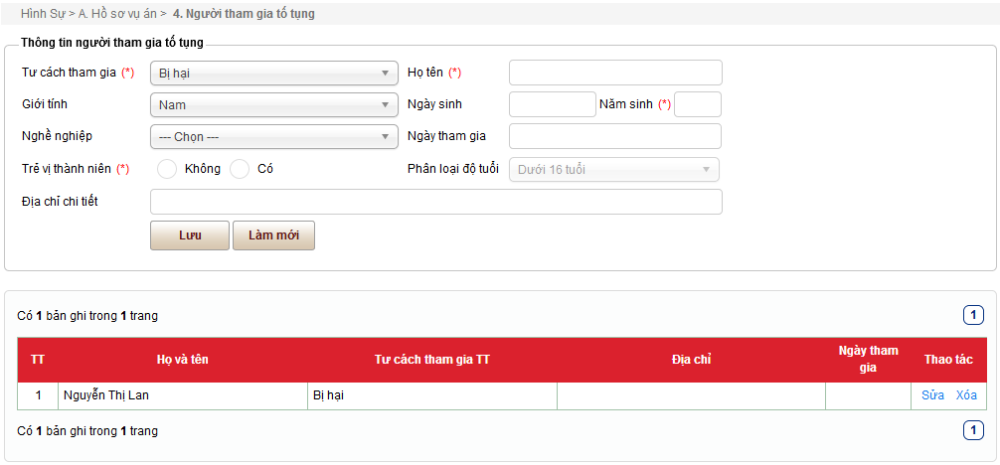 Hình Sự > A. Hồ sơ vụ án > 4. Người tham gia tố tụng
Thông tin người tham gia tố tụng
Tư cách tham gia (*) Bị hại Họ tên (*)
Giới tính Nam Ngày sinh Năm sinh (*)
Nghề nghiệp --- Chọn --- Ngày tham gia
Trẻ vị thành niên (*) Không Có Phân loại độ tuổi Dưới 16 tuổi
Địa chỉ chi tiết
Lưu Làm mới
Có 1 bản ghi trong 1 trang 1
TT Họ và tên Tư cách tham gia TT Địa chỉ Ngày tham gia Thao tác
1 Nguyễn Thị Lan Bị hại Sửa Xóa
Có 1 bản ghi trong 1 trang 1